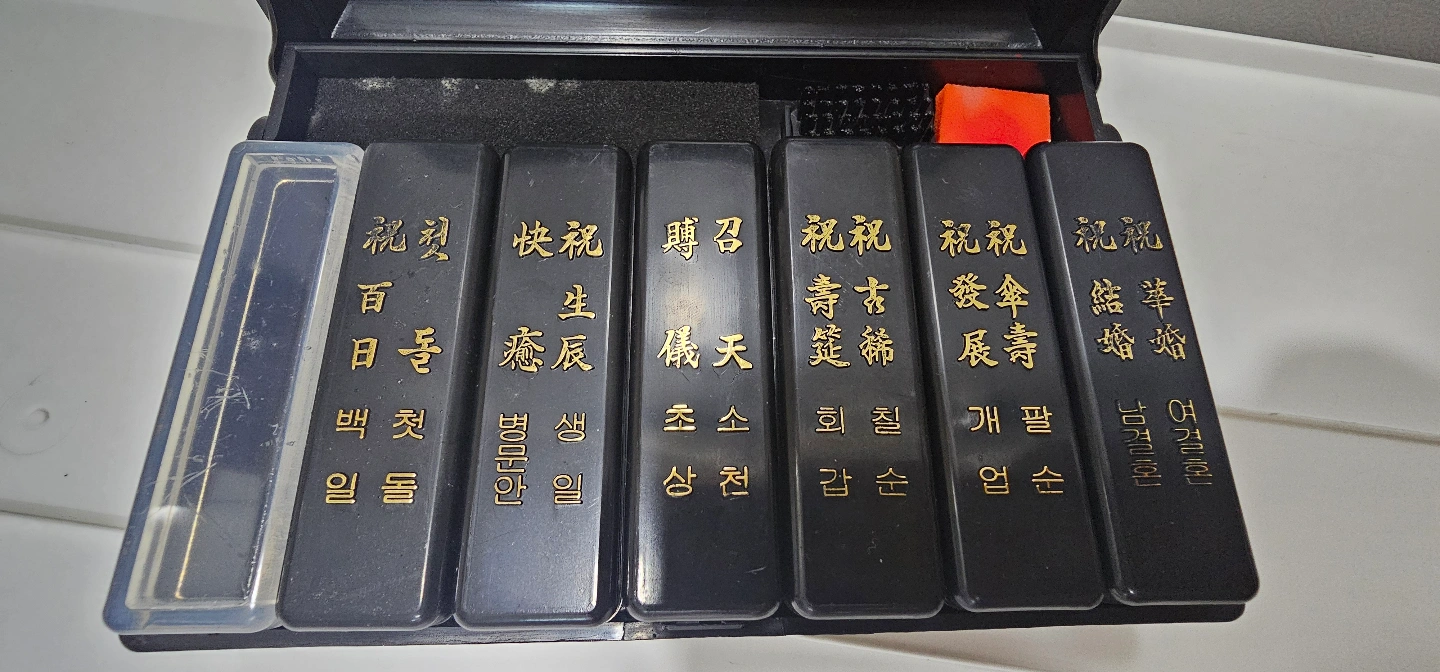 祝百日
백일
첫돌
첫돌
快癒
병문안
祝生辰
생일
賻儀
초상
召天
소천
祝壽筵
회갑
祝古稀
칠순
祝發展
개업
祝傘壽
팔순
祝結婚
남결혼
祝華婚
여결혼